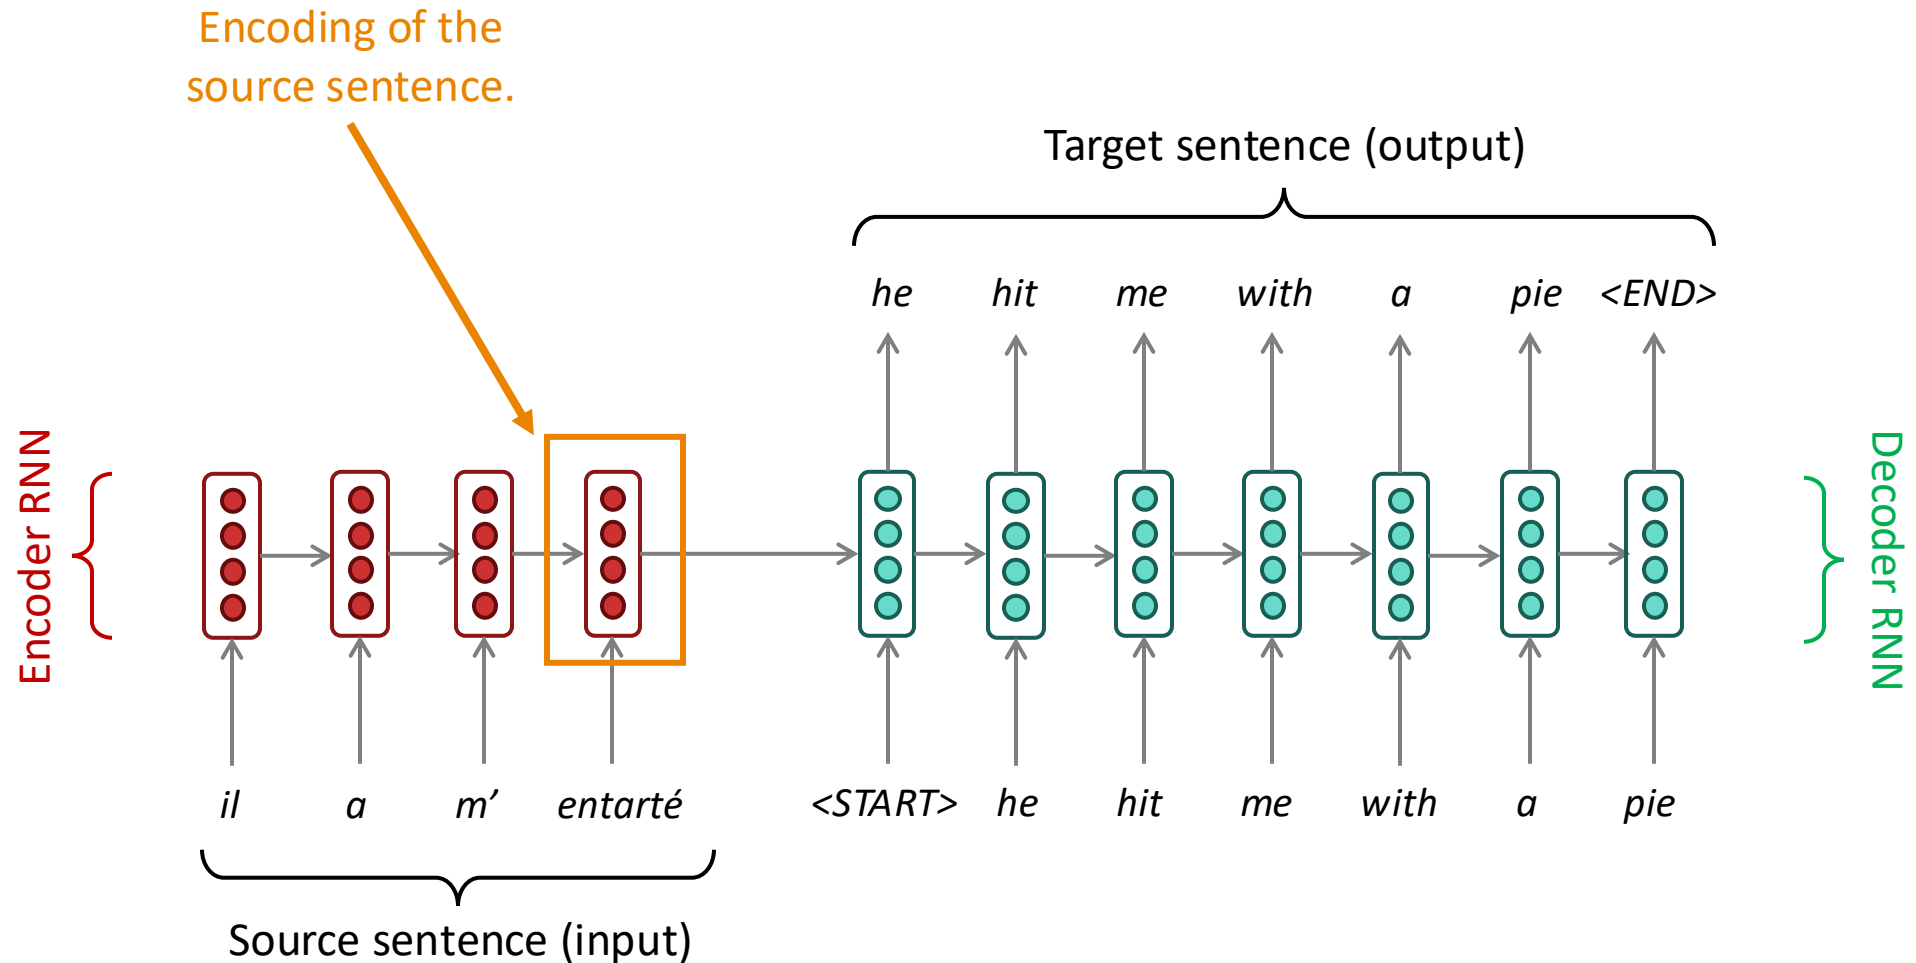 Encoding of the
source sentence.
Target sentence (output)
he hit me with a pie <END>
Encoder RNN
Decoder RNN
il a m’ entarté <START> he hit me with a pie
Source sentence (input)